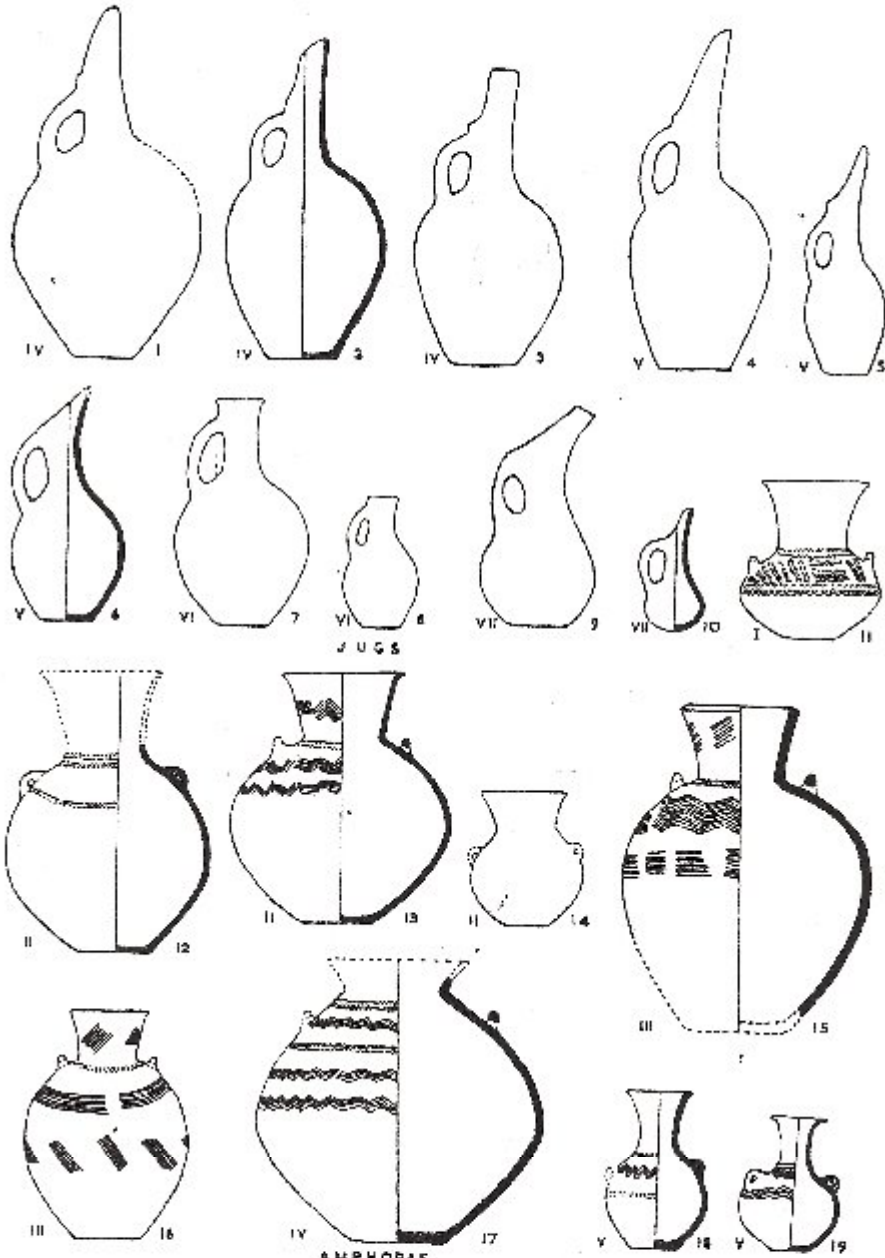 IV 1 IV 2 IV 3 V 4 V 5
V 6 VI 7 VI 8 VII 9 VII 10 I 11
JUGS
II 12 II 13 II 14 III 15
III 16 IV 17 V 18 V 19
AMPHORAE